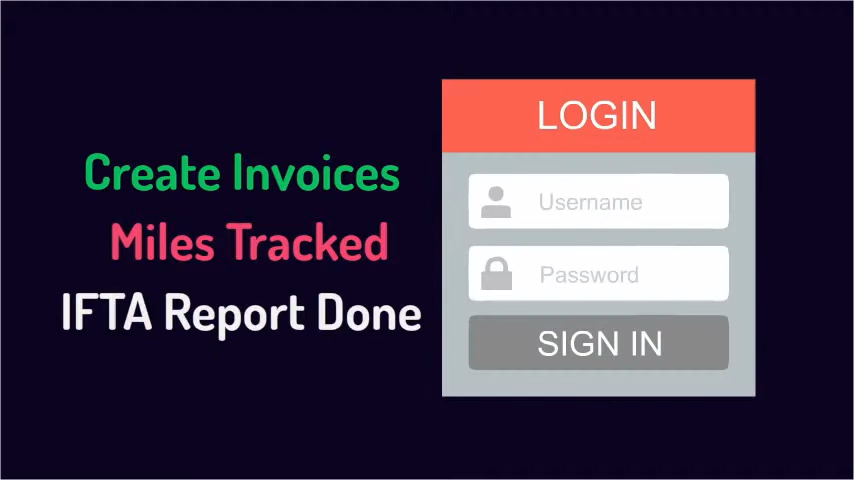 Create Invoices
Miles Tracked
IFTA Report Done
LOGIN
Username
Password
SIGN IN